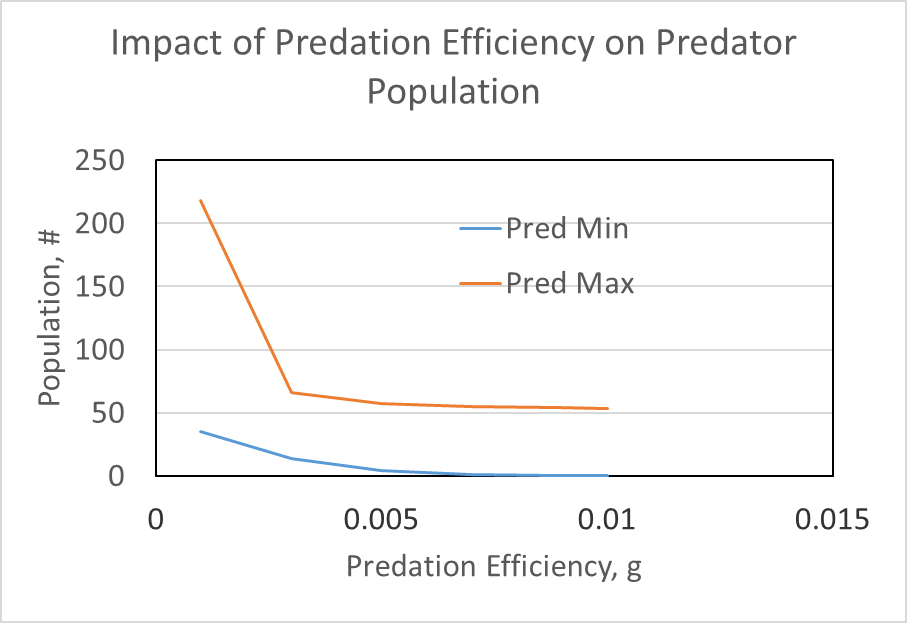 Impact of Predation Efficiency on Predator
Population
250
200
150
100
50
0
Population, #
Pred Min
Pred Max
0
0.005
0.01
0.015
Predation Efficiency, g